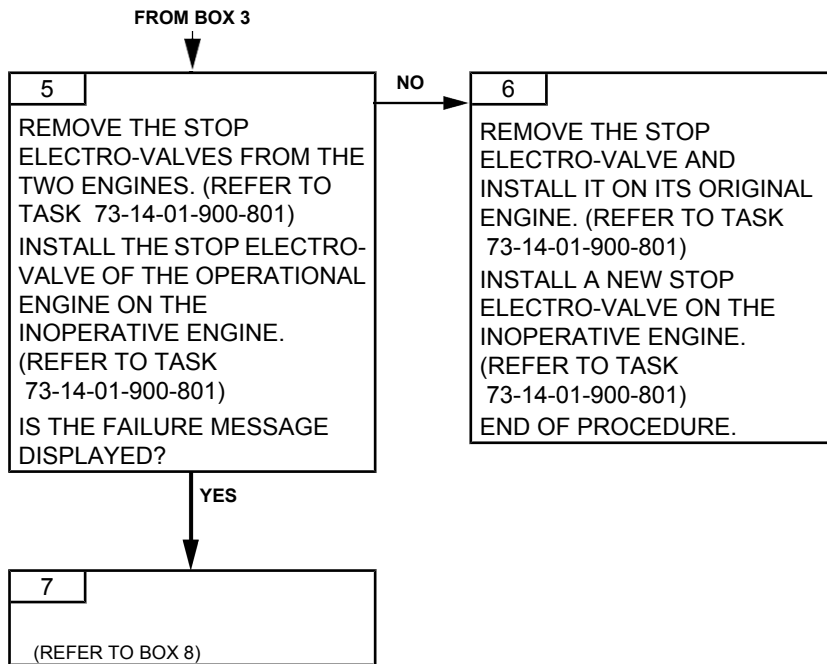 FROM BOX 3
5
REMOVE THE STOP
ELECTRO-VALVES FROM THE
TWO ENGINES. (REFER TO
TASK 73-14-01-900-801)
INSTALL THE STOP ELECTRO-
VALVE OF THE OPERATIONAL
ENGINE ON THE
INOPERATIVE ENGINE.
(REFER TO TASK
73-14-01-900-801)
IS THE FAILURE MESSAGE
DISPLAYED?
NO
6
REMOVE THE STOP
ELECTRO-VALVE AND
INSTALL IT ON ITS ORIGINAL
ENGINE. (REFER TO TASK
73-14-01-900-801)
INSTALL A NEW STOP
ELECTRO-VALVE ON THE
INOPERATIVE ENGINE.
(REFER TO TASK
73-14-01-900-801)
END OF PROCEDURE.
YES
7
(REFER TO BOX 8)